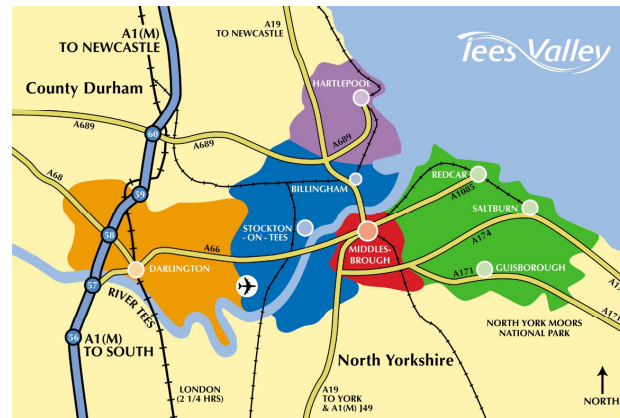 A1(M)
TO NEWCASTLE
A19
TO NEWCASTLE
Tees Valley
County Durham
HARTLEPOOL
A689
60
A689
A689
A68
BILLINGHAM
REDCAR
A1085
59
SALTBURN
58
STOCKTON
- ON - TEES
A66
MIDDLES-
BROUGH
A174
DARLINGTON
A171
GUISBOROUGH
57
RIVER TEES
A17
A171
56
A1(M)
TO SOUTH
NORTH YORK MOORS
NATIONAL PARK
North Yorkshire
LONDON
(2 1/4 HRS)
A19
TO YORK
& A1(M) J49
NORTH